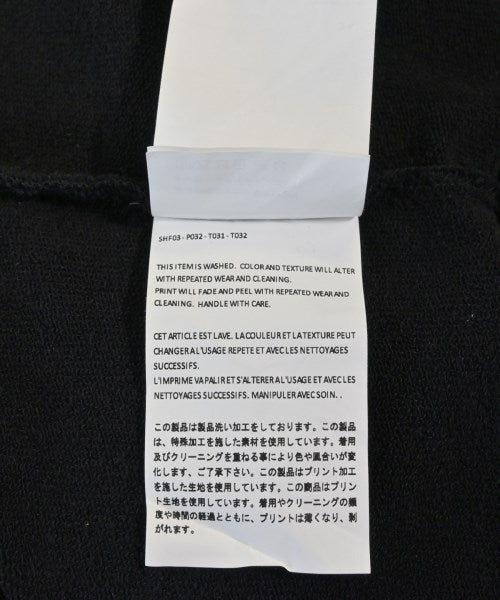 SHF03 - P032 - T031 - T032
THIS ITEM IS WASHED. COLOR AND TEXTURE WILL ALTER
WITH REPEATED WEAR AND CLEANING.
PRINT WILL FADE AND PEEL WITH REPEATED WEAR AND
CLEANING. HANDLE WITH CARE.
CET ARTICLE EST LAVE. LA COULEUR ET LA TEXTURE PEUT
CHANGER A L'USAGE REPETE ET AVEC LES NETTOYAGES
SUCCESSIFS.
L'IMPRIME VA PALIR ET S'ALTERER A L'USAGE ET AVEC LES
NETTOYAGES SUCCESSIFS. MANIPULER AVEC SOIN. .
この製品は製品洗い加工をしております。この製品
は、特殊加工を施した素材を使用しています。着用
及びクリーニングを重ねる事により色や風合いが変
化します、ご了承下さい。この製品はプリント加工
を施した生地を使用しています。この商品はプリン
ト生地を使用しています。着用やクリーニングの頻
度や時間の経過とともに、プリントは薄くなり、剥
がれます。